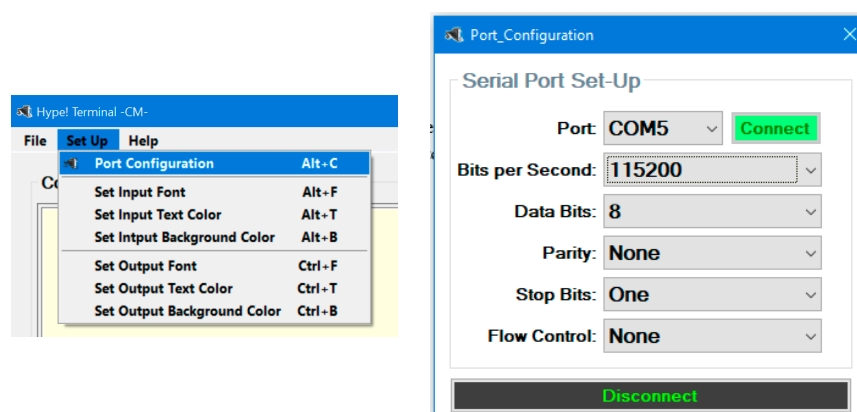 Hype! Terminal -CM-
File Set Up Help
Port Configuration Alt+C
Set Input Font Alt+F
Set Input Text Color Alt+T
Set Intput Background Color Alt+B
Set Output Font Ctrl+F
Set Output Text Color Ctrl+T
Set Output Background Color Ctrl+B
Port_Configuration
Serial Port Set-Up
Port: COM5 Connect
Bits per Second: 115200
Data Bits: 8
Parity: None
Stop Bits: One
Flow Control: None
Disconnect